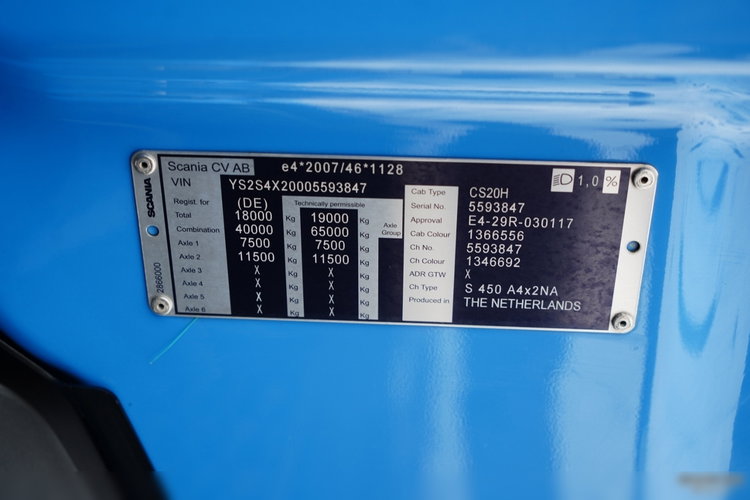 Scania CV AB e4*2007/46*1128
VIN YS2S4X20005593847
SCANIA
2866000
Regist. for (DE) Technically permissible
Total 18000 Kg 19000 Kg
Combination 40000 Kg 65000 Kg
Axle 1 7500 Kg 7500 Kg
Axle 2 11500 Kg 11500 Kg
Axle 3 X Kg X Kg
Axle 4 X Kg X Kg
Axle 5 X Kg X Kg
Axle 6 X Kg X Kg
Axle Group
1,0 %
Cab Type CS20H
Serial No. 5593847
Approval E4-29R-030117
Cab Colour 1366556
Ch No. 5593847
Ch Colour 1346692
ADR GTW X
Ch Type S 450 A4x2NA
Produced in THE NETHERLANDS